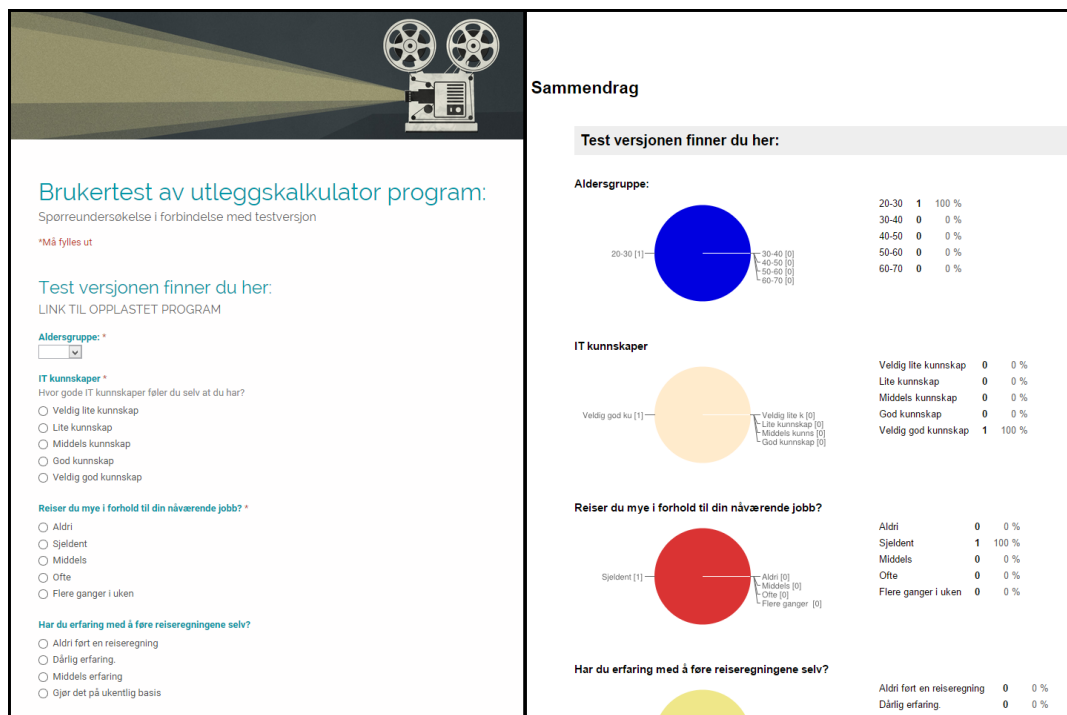 Brukertest av utleggskalkulator program:
Spørreundersøkelse i forbindelse med testversjon
*Må fylles ut
Test versjonen finner du her:
LINK TIL OPPLASTET PROGRAM
Aldersgruppe: *
IT kunnskaper *
Hvor gode IT kunnskaper føler du selv at du har?
Veldig lite kunnskap
Lite kunnskap
Middels kunnskap
God kunnskap
Veldig god kunnskap
Reiser du mye i forhold til din nåværende jobb? *
Aldri
Sjeldent
Middels
Ofte
Flere ganger i uken
Har du erfaring med å føre reiseregningene selv?
Aldri ført en reiseregning
Dårlig erfaring.
Middels erfaring
Gjør det på ukentlig basis
Sammendrag
Test versjonen finner du her:
Aldersgruppe:
20-30 [1]
30-40 [0]
40-50 [0]
50-60 [0]
60-70 [0]
20-30 1 100 %
30-40 0 0 %
40-50 0 0 %
50-60 0 0 %
60-70 0 0 %
IT kunnskaper
Veldig god ku [1]
Veldig lite k [0]
Lite kunnskap [0]
Middels kunns [0]
God kunnskap [0]
Veldig lite kunnskap 0 0 %
Lite kunnskap 0 0 %
Middels kunnskap 0 0 %
God kunnskap 0 0 %
Veldig god kunnskap 1 100 %
Reiser du mye i forhold til din nåværende jobb?
Sjeldent [1]
Aldri [0]
Middels [0]
Ofte [0]
Flere ganger [0]
Aldri 0 0 %
Sjeldent 1 100 %
Middels 0 0 %
Ofte 0 0 %
Flere ganger i uken 0 0 %
Har du erfaring med å føre reiseregningene selv?
Aldri ført en reiseregning 0 0 %
Dårlig erfaring. 0 0 %